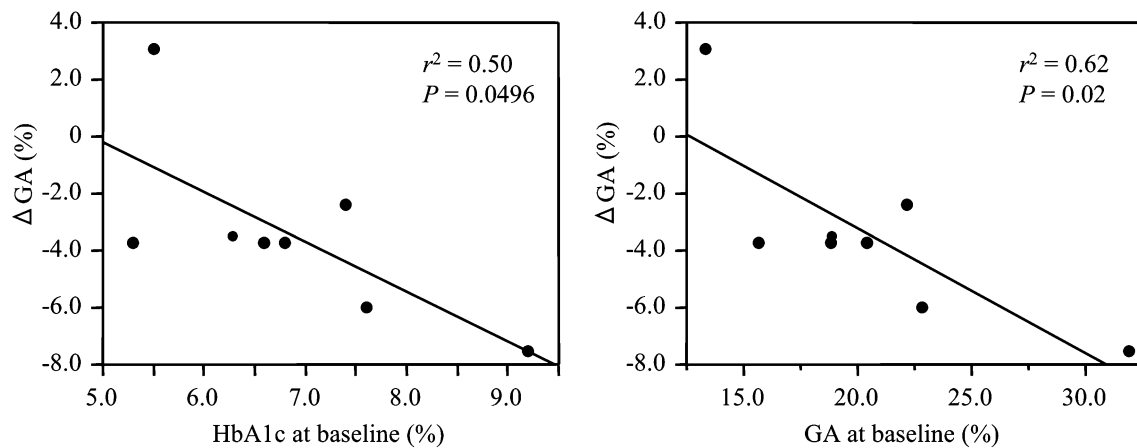 4.0
2.0
0
-2.0
-4.0
-6.0
-8.0
Δ GA (%)
r² = 0.50
P = 0.0496
5.0 6.0 7.0 8.0 9.0
HbA1c at baseline (%)
4.0
2.0
0
-2.0
-4.0
-6.0
-8.0
Δ GA (%)
r² = 0.62
P = 0.02
15.0 20.0 25.0 30.0
GA at baseline (%)